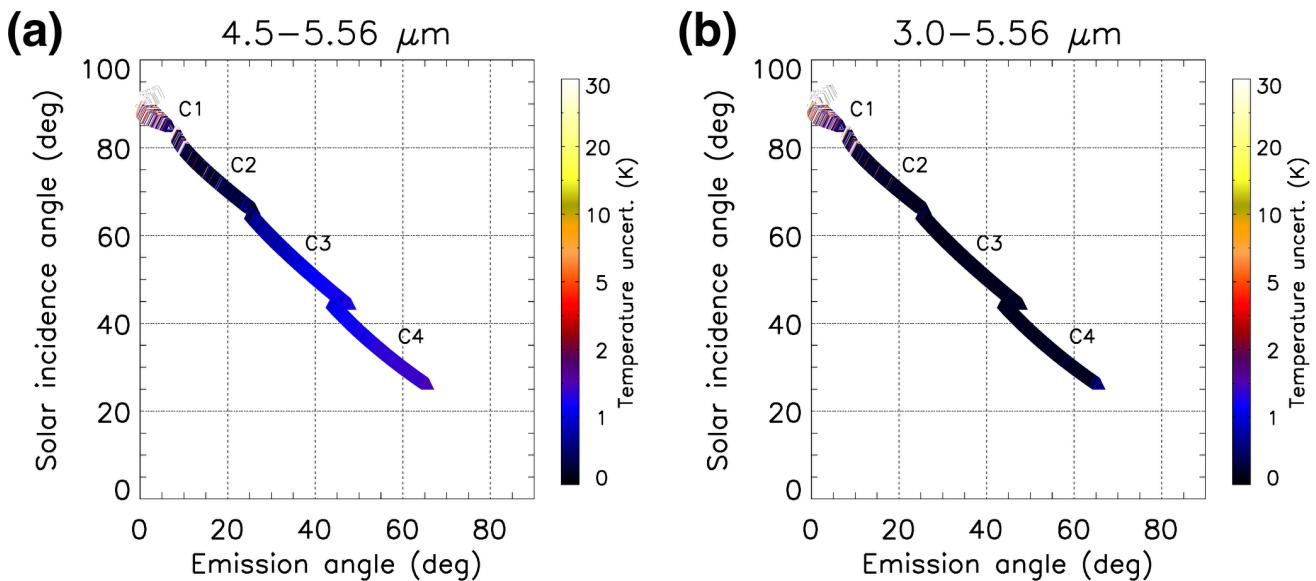 (a)
4.5–5.56 μm
100
80
60
40
20
0
Solar incidence angle (deg)
C1
C2
C3
C4
0 20 40 60 80
Emission angle (deg)
30
20
10
5
2
1
0
Temperature uncert. (K)
(b)
3.0–5.56 μm
100
80
60
40
20
0
Solar incidence angle (deg)
C1
C2
C3
C4
0 20 40 60 80
Emission angle (deg)
30
20
10
5
2
1
0
Temperature uncert. (K)